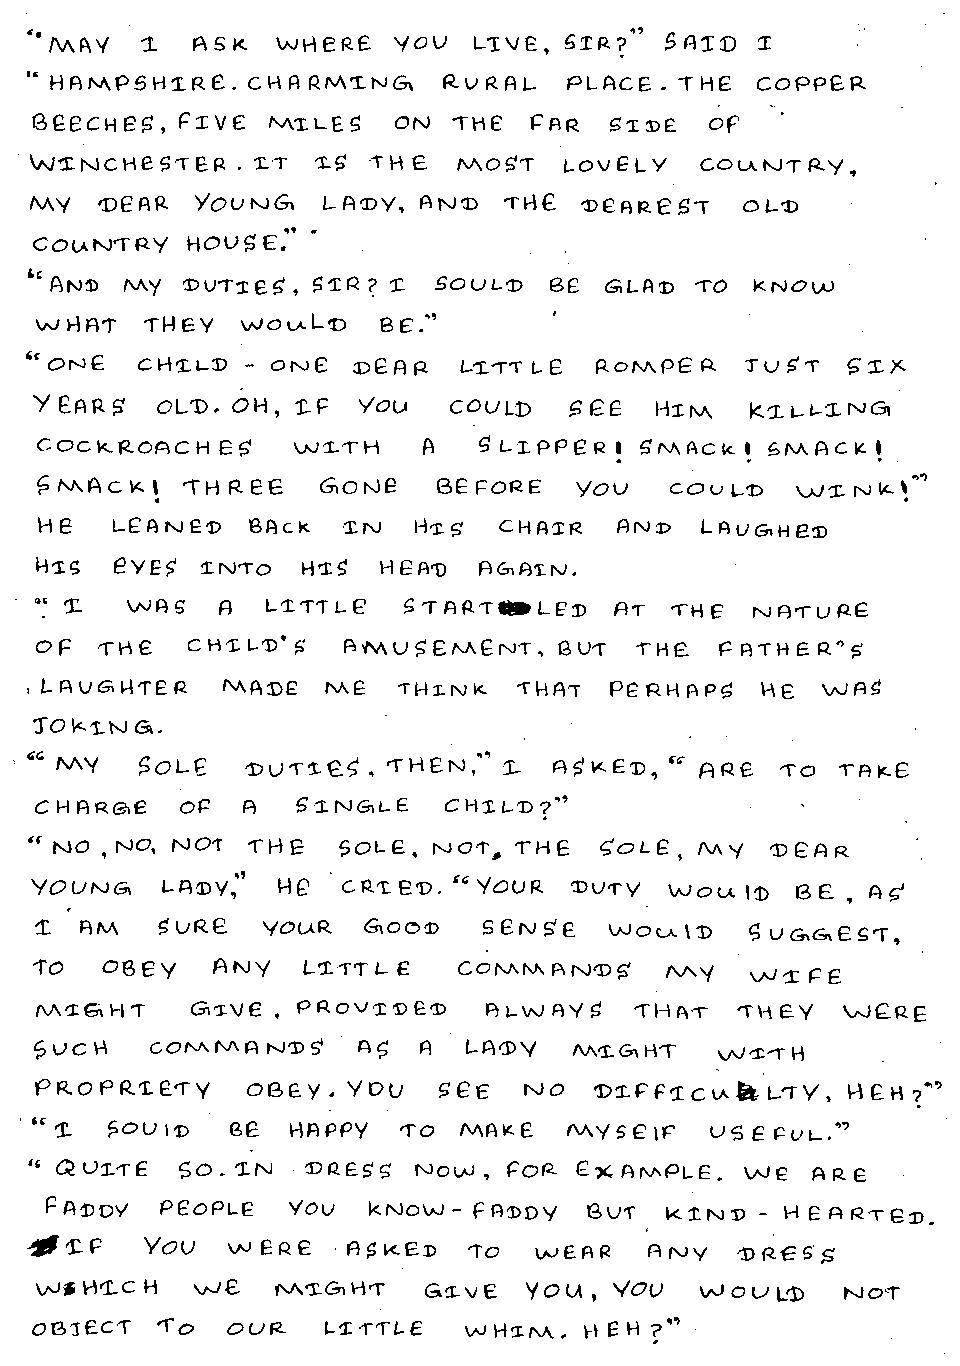 "MAY I ASK WHERE YOU LIVE, SIR?" SAID I
"HAMPSHIRE. CHARMING RURAL PLACE. THE COPPER
BEECHES, FIVE MILES ON THE FAR SIDE OF
WINCHESTER. IT IS THE MOST LOVELY COUNTRY,
MY DEAR YOUNG LADY, AND THE DEAREST OLD
COUNTRY HOUSE."
"AND MY DUTIES, SIR? I SOULD BE GLAD TO KNOW
WHAT THEY WOULD BE."
"ONE CHILD - ONE DEAR LITTLE ROMPER JUST SIX
YEARS OLD. OH, IF YOU COULD SEE HIM KILLING
COCKROACHES WITH A SLIPPER! SMACK! SMACK!
SMACK! THREE GONE BEFORE YOU COULD WINK!"
HE LEANED BACK IN HIS CHAIR AND LAUGHED
HIS EYES INTO HIS HEAD AGAIN.
"I WAS A LITTLE STARTLED AT THE NATURE
OF THE CHILD'S AMUSEMENT, BUT THE FATHER'S
LAUGHTER MADE ME THINK THAT PERHAPS HE WAS
JOKING.
"MY SOLE DUTIES, THEN," I ASKED, "ARE TO TAKE
CHARGE OF A SINGLE CHILD?"
"NO, NO, NOT THE SOLE, NOT, THE SOLE, MY DEAR
YOUNG LADY," HE CRIED. "YOUR DUTY WOULD BE, AS
I AM SURE YOUR GOOD SENSE WOULD SUGGEST,
TO OBEY ANY LITTLE COMMANDS MY WIFE
MIGHT GIVE, PROVIDED ALWAYS THAT THEY WERE
SUCH COMMANDS AS A LADY MIGHT WITH
PROPRIETY OBEY. YOU SEE NO DIFFICULTY, HEH?"
"I SOULD BE HAPPY TO MAKE MYSELF USEFUL."
"QUITE SO. IN DRESS NOW, FOR EXAMPLE. WE ARE
FADDY PEOPLE YOU KNOW - FADDY BUT KIND - HEARTED.
IF YOU WERE ASKED TO WEAR ANY DRESS
WHICH WE MIGHT GIVE YOU, YOU WOULD NOT
OBJECT TO OUR LITTLE WHIM. HEH?"